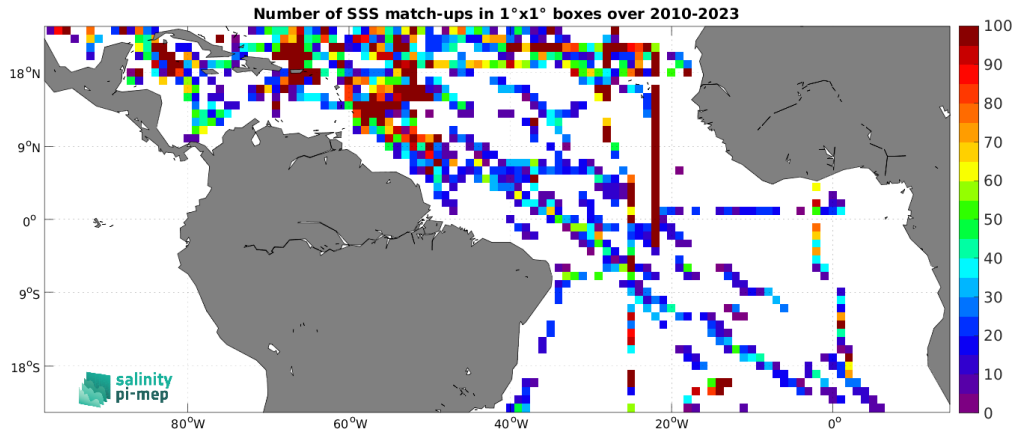 Number of SSS match-ups in 1°x1° boxes over 2010-2023
18°N
9°N
0°
9°S
18°S
80°W
60°W
40°W
20°W
0°
100
90
80
70
60
50
40
30
20
10
0
salinity
pi-mep